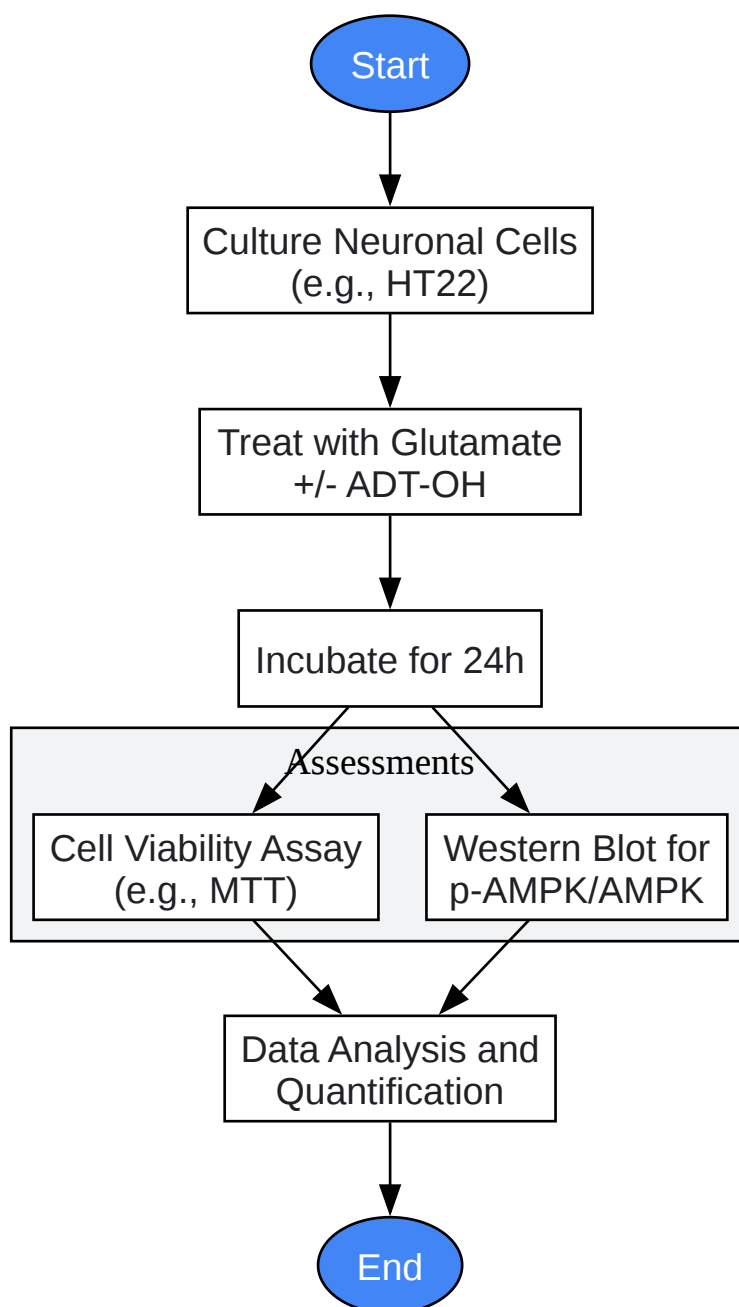 Start
Culture Neuronal Cells
(e.g., HT22)
Treat with Glutamate
+/- ADT-OH
Incubate for 24h
Assessments
Cell Viability Assay
(e.g., MTT)
Western Blot for
p-AMPK/AMPK
Data Analysis and
Quantification
End